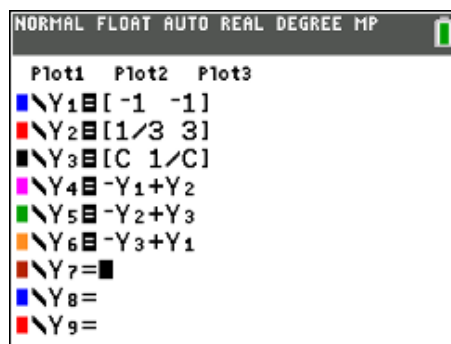 NORMAL FLOAT AUTO REAL DEGREE MP
Plot1 Plot2 Plot3
\Y₁=[ -1 -1]
\Y₂=[1/3 3]
\Y₃=[C 1/C]
\Y₄=-Y₁+Y₂
\Y₅=-Y₂+Y₃
\Y₆=-Y₃+Y₁
\Y₇=
\Y₈=
\Y₉=